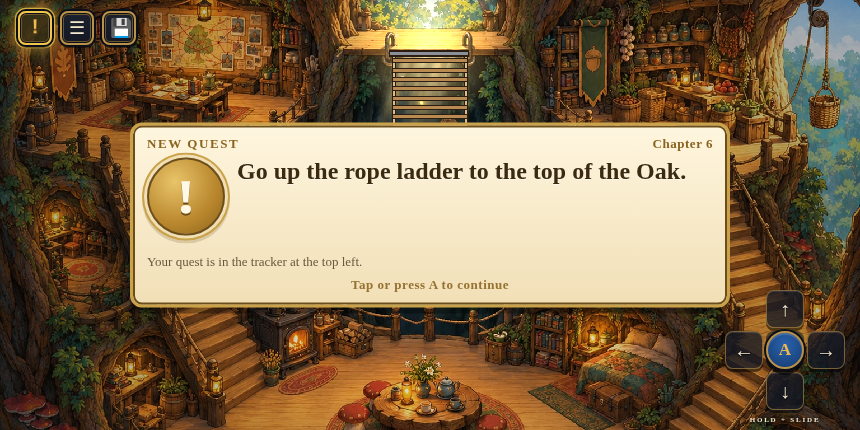 NEW QUEST
Chapter 6
!
Go up the rope ladder to the top of the Oak.
Your quest is in the tracker at the top left.
Tap or press A to continue
A
HOLD + SLIDE